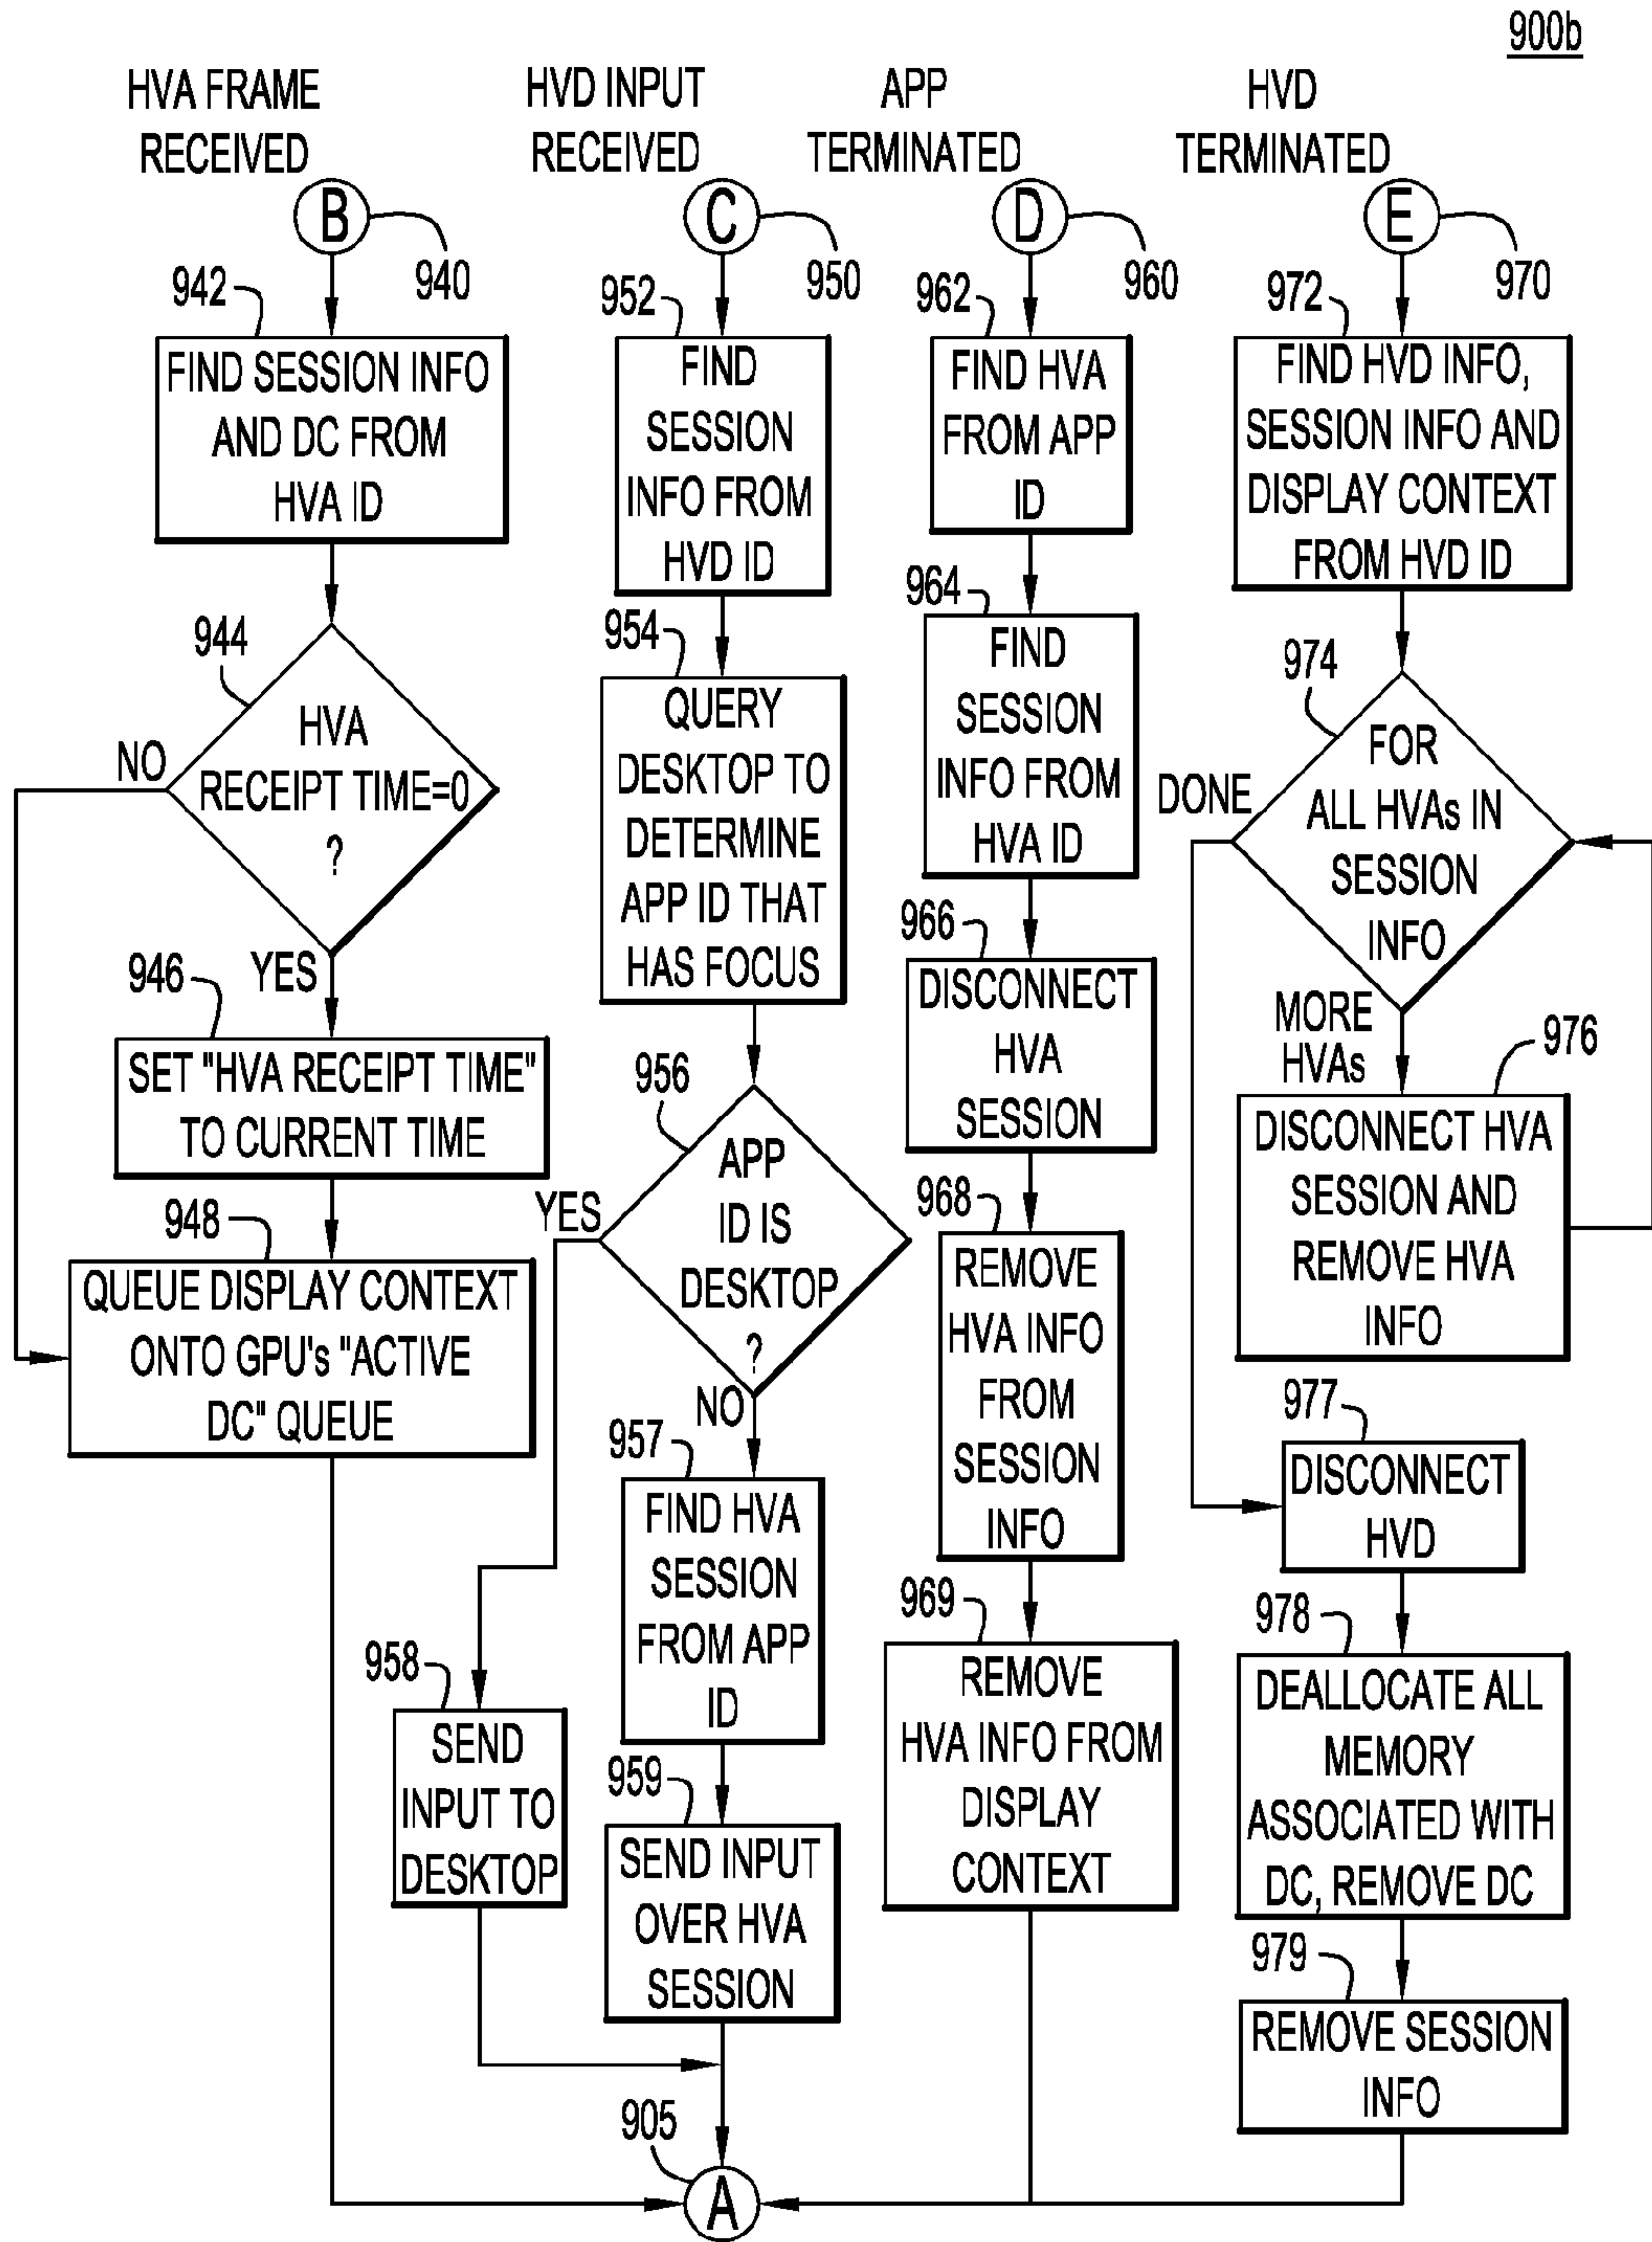 900b
HVA FRAME
RECEIVED
B
940
942
FIND SESSION INFO
AND DC FROM
HVA ID
944
HVA
RECEIPT TIME=0
?
NO
YES
946
SET "HVA RECEIPT TIME"
TO CURRENT TIME
948
QUEUE DISPLAY CONTEXT
ONTO GPU's "ACTIVE
DC" QUEUE
HVD INPUT
RECEIVED
C
950
952
FIND
SESSION
INFO FROM
HVD ID
954
QUERY
DESKTOP TO
DETERMINE
APP ID THAT
HAS FOCUS
956
APP
ID IS
DESKTOP
?
YES
NO
957
FIND HVA
SESSION
FROM APP
ID
958
SEND
INPUT TO
DESKTOP
959
SEND INPUT
OVER HVA
SESSION
905
A
APP
TERMINATED
D
960
962
FIND HVA
FROM APP
ID
964
FIND
SESSION
INFO FROM
HVA ID
966
DISCONNECT
HVA
SESSION
968
REMOVE
HVA INFO
FROM
SESSION
INFO
969
REMOVE
HVA INFO FROM
DISPLAY
CONTEXT
HVD
TERMINATED
E
970
972
FIND HVD INFO,
SESSION INFO AND
DISPLAY CONTEXT
FROM HVD ID
974
FOR
ALL HVAs IN
SESSION
INFO
DONE
MORE
HVAs
976
DISCONNECT HVA
SESSION AND
REMOVE HVA
INFO
977
DISCONNECT
HVD
978
DEALLOCATE ALL
MEMORY
ASSOCIATED WITH
DC, REMOVE DC
979
REMOVE SESSION
INFO